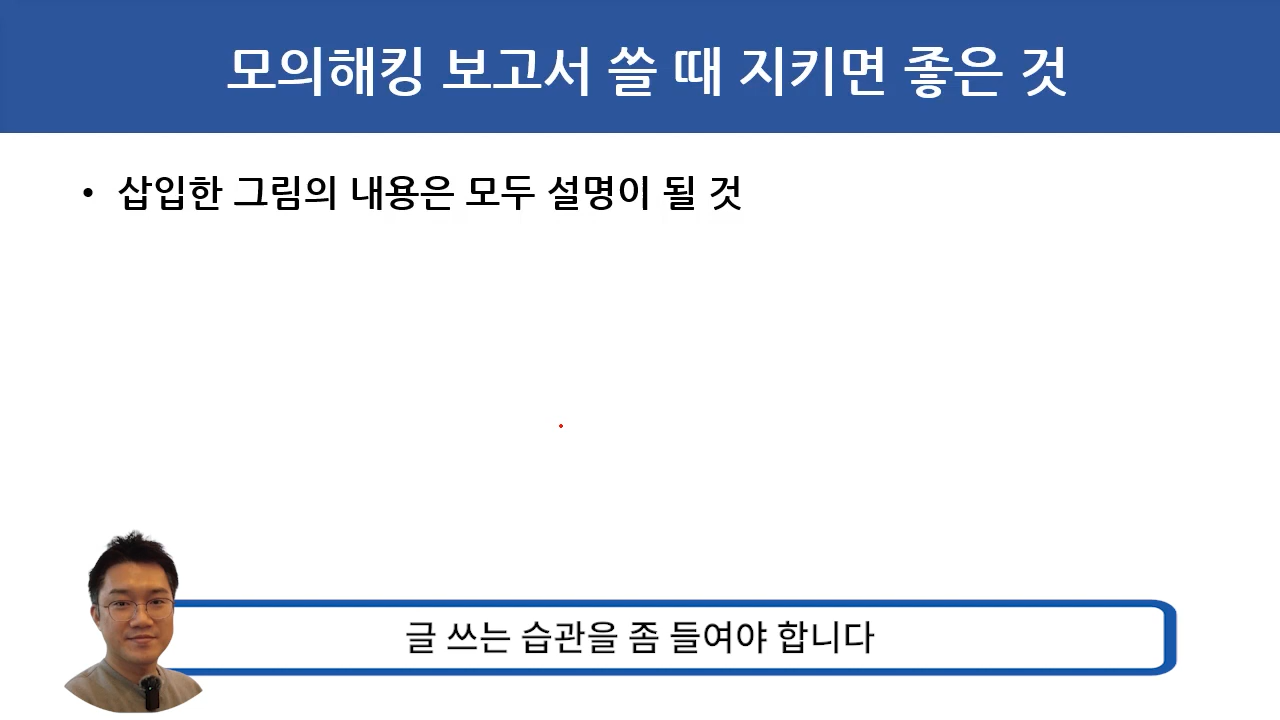 모의해킹 보고서 쓸 때 지키면 좋은 것
• 삽입한 그림의 내용은 모두 설명이 될 것
글 쓰는 습관을 좀 들여야 합니다